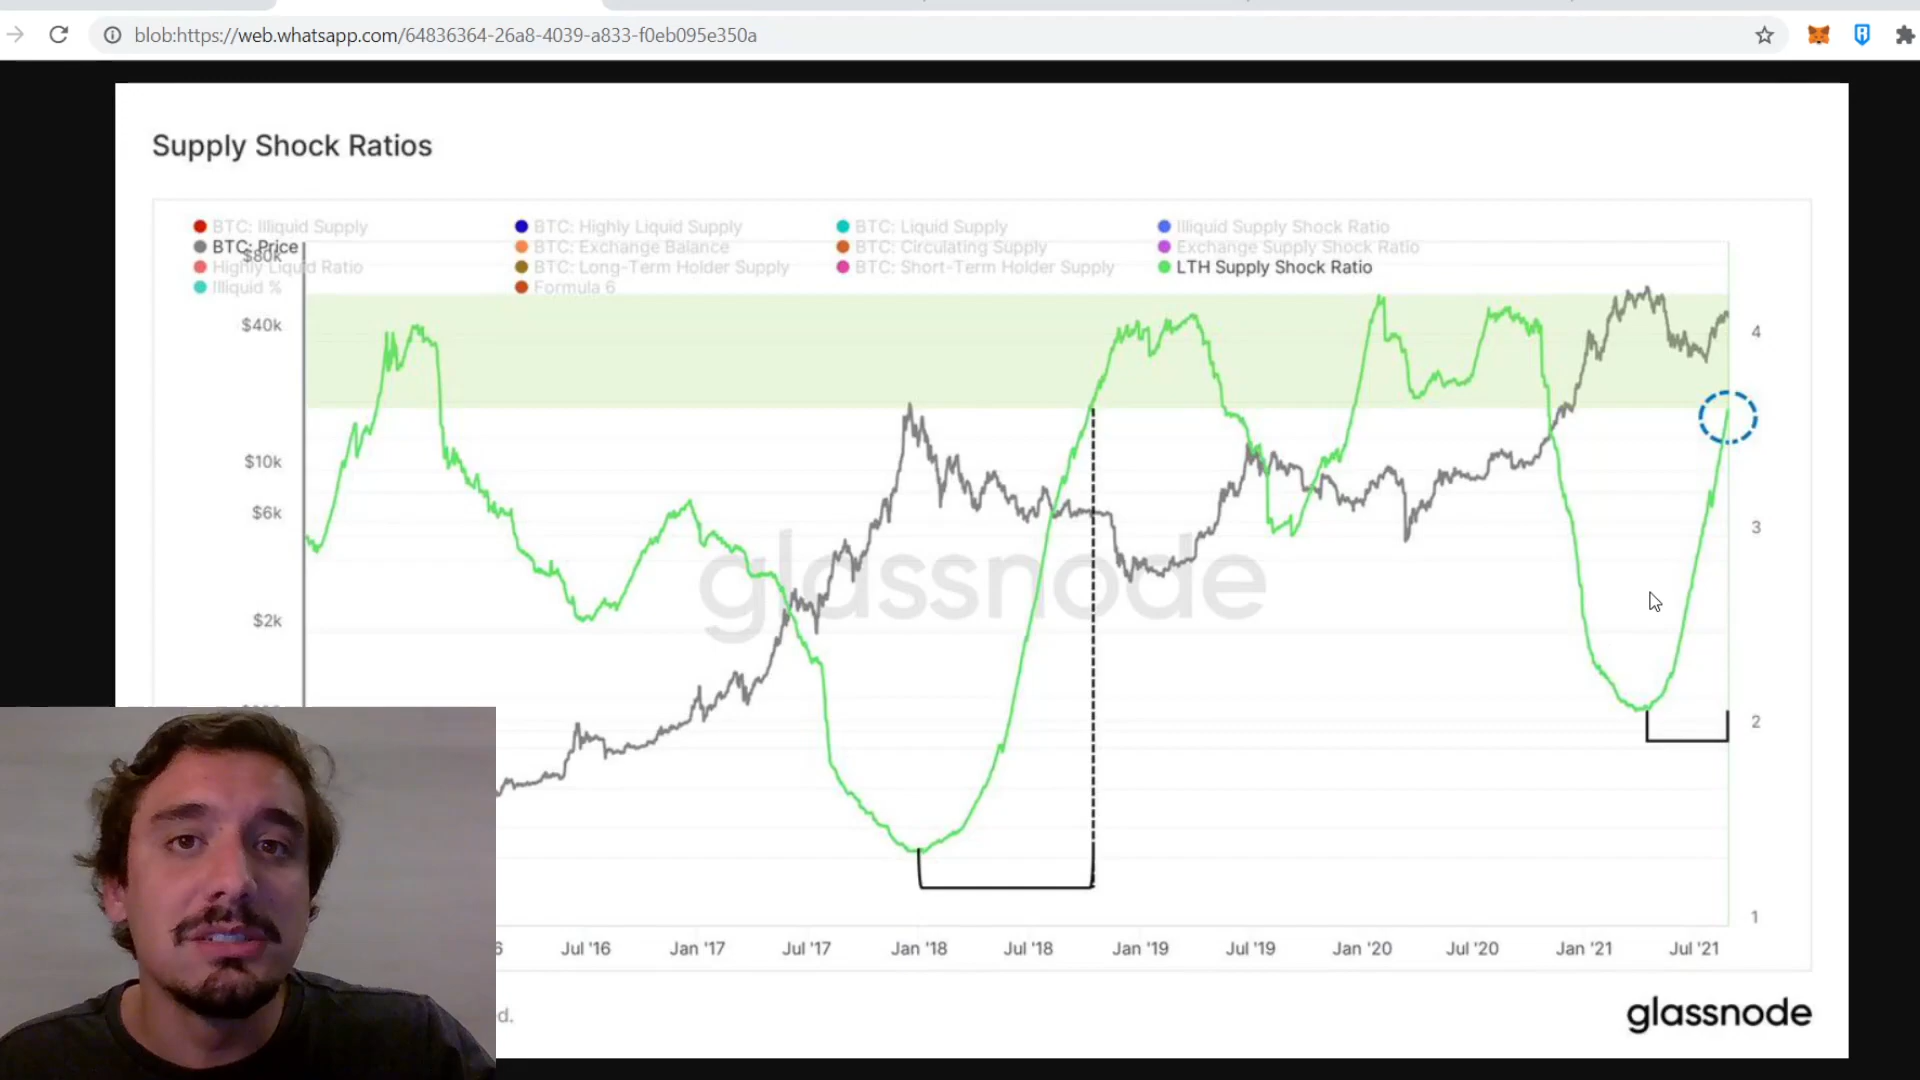 blob:https://web.whatsapp.com/64836364-26a8-4039-a833-f0eb095e350a
Supply Shock Ratios
BTC: Illiquid Supply BTC: Highly Liquid Supply BTC: Liquid Supply Illiquid Supply Shock Ratio
BTC: Price BTC: Exchange Balance BTC: Circulating Supply Exchange Supply Shock Ratio
$80k
Highly Liquid Ratio BTC: Long-Term Holder Supply BTC: Short-Term Holder Supply LTH Supply Shock Ratio
Illiquid % Formula 6
$40k 4
$10k
$6k 3
glassnode
$2k
2
1
Jul '16 Jan '17 Jul '17 Jan '18 Jul '18 Jan '19 Jul '19 Jan '20 Jul '20 Jan '21 Jul '21
glassnode